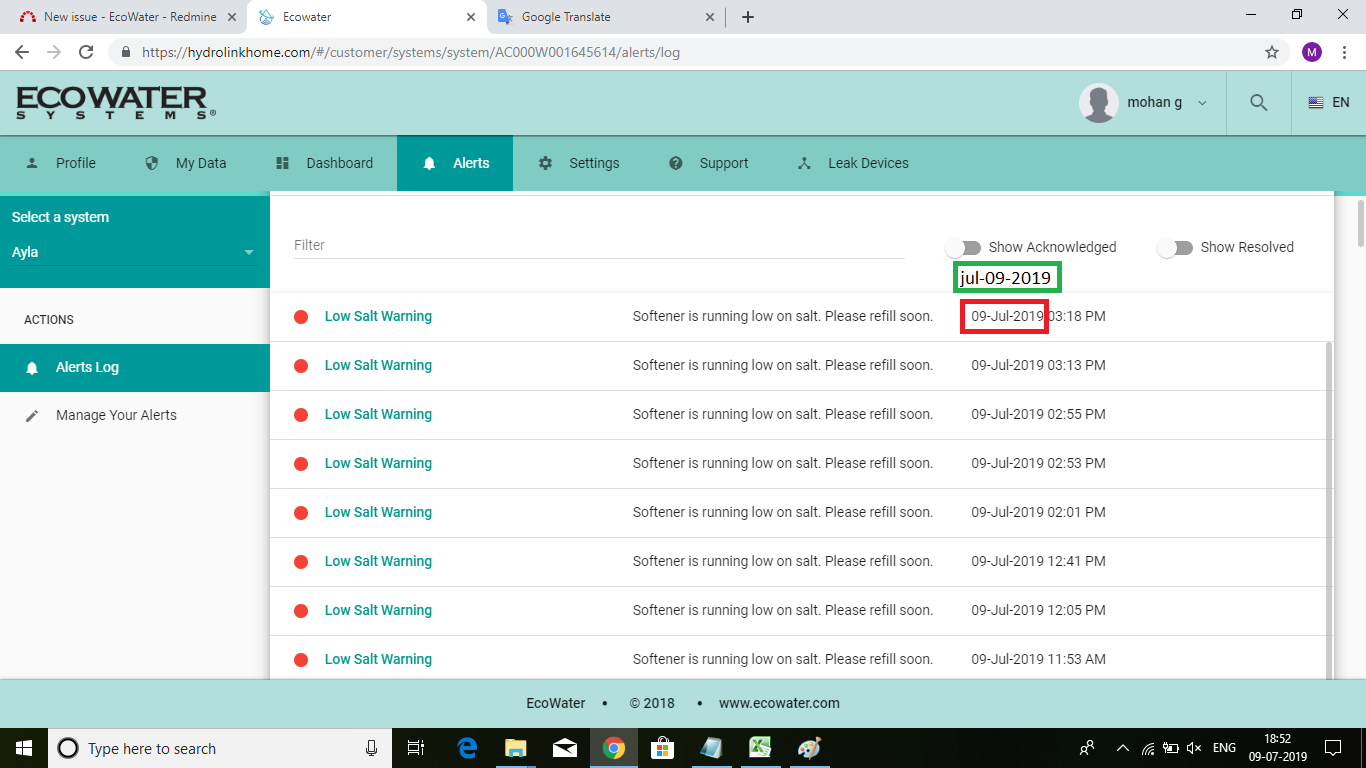 New issue - EcoWater - Redmine
Ecowater
Google Translate
https://hydrolinkhome.com/#/customer/systems/system/AC000W001645614/alerts/log
M
ECOWATER
SYSTEMS®
mohan g
EN
Profile
My Data
Dashboard
Alerts
Settings
Support
Leak Devices
Select a system
Ayla
Filter
Show Acknowledged
Show Resolved
jul-09-2019
ACTIONS
Alerts Log
Manage Your Alerts
Low Salt Warning Softener is running low on salt. Please refill soon. 09-Jul-2019 03:18 PM
Low Salt Warning Softener is running low on salt. Please refill soon. 09-Jul-2019 03:13 PM
Low Salt Warning Softener is running low on salt. Please refill soon. 09-Jul-2019 02:55 PM
Low Salt Warning Softener is running low on salt. Please refill soon. 09-Jul-2019 02:53 PM
Low Salt Warning Softener is running low on salt. Please refill soon. 09-Jul-2019 02:01 PM
Low Salt Warning Softener is running low on salt. Please refill soon. 09-Jul-2019 12:41 PM
Low Salt Warning Softener is running low on salt. Please refill soon. 09-Jul-2019 12:05 PM
Low Salt Warning Softener is running low on salt. Please refill soon. 09-Jul-2019 11:53 AM
EcoWater • © 2018 • www.ecowater.com
Type here to search
ENG
18:52
09-07-2019